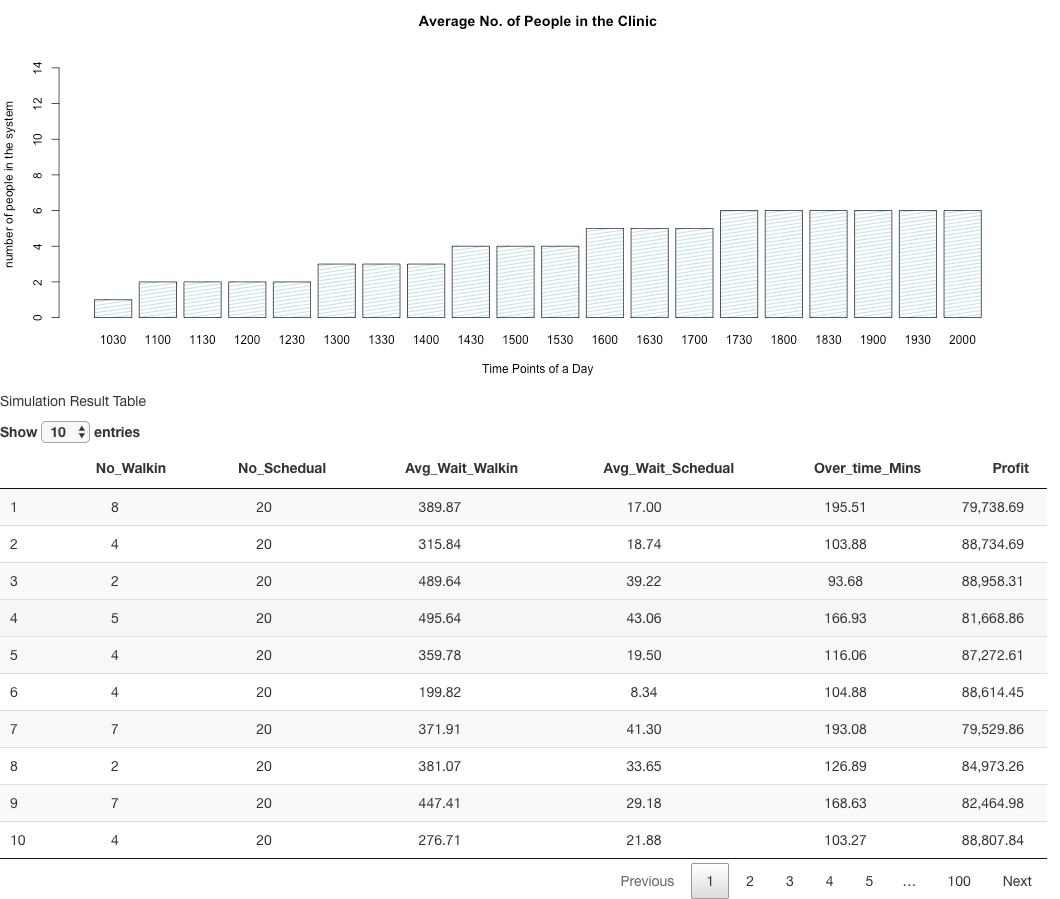 Average No. of People in the Clinic
number of people in the system
14
12
10
8
6
4
2
0
1030 1100 1130 1200 1230 1300 1330 1400 1430 1500 1530 1600 1630 1700 1730 1800 1830 1900 1930 2000
Time Points of a Day
Simulation Result Table
Show 10 entries
No_Walkin No_Schedual Avg_Wait_Walkin Avg_Wait_Schedual Over_time_Mins Profit
1 8 20 389.87 17.00 195.51 79,738.69
2 4 20 315.84 18.74 103.88 88,734.69
3 2 20 489.64 39.22 93.68 88,958.31
4 5 20 495.64 43.06 166.93 81,668.86
5 4 20 359.78 19.50 116.06 87,272.61
6 4 20 199.82 8.34 104.88 88,614.45
7 7 20 371.91 41.30 193.08 79,529.86
8 2 20 381.07 33.65 126.89 84,973.26
9 7 20 447.41 29.18 168.63 82,464.98
10 4 20 276.71 21.88 103.27 88,807.84
Previous 1 2 3 4 5 … 100 Next